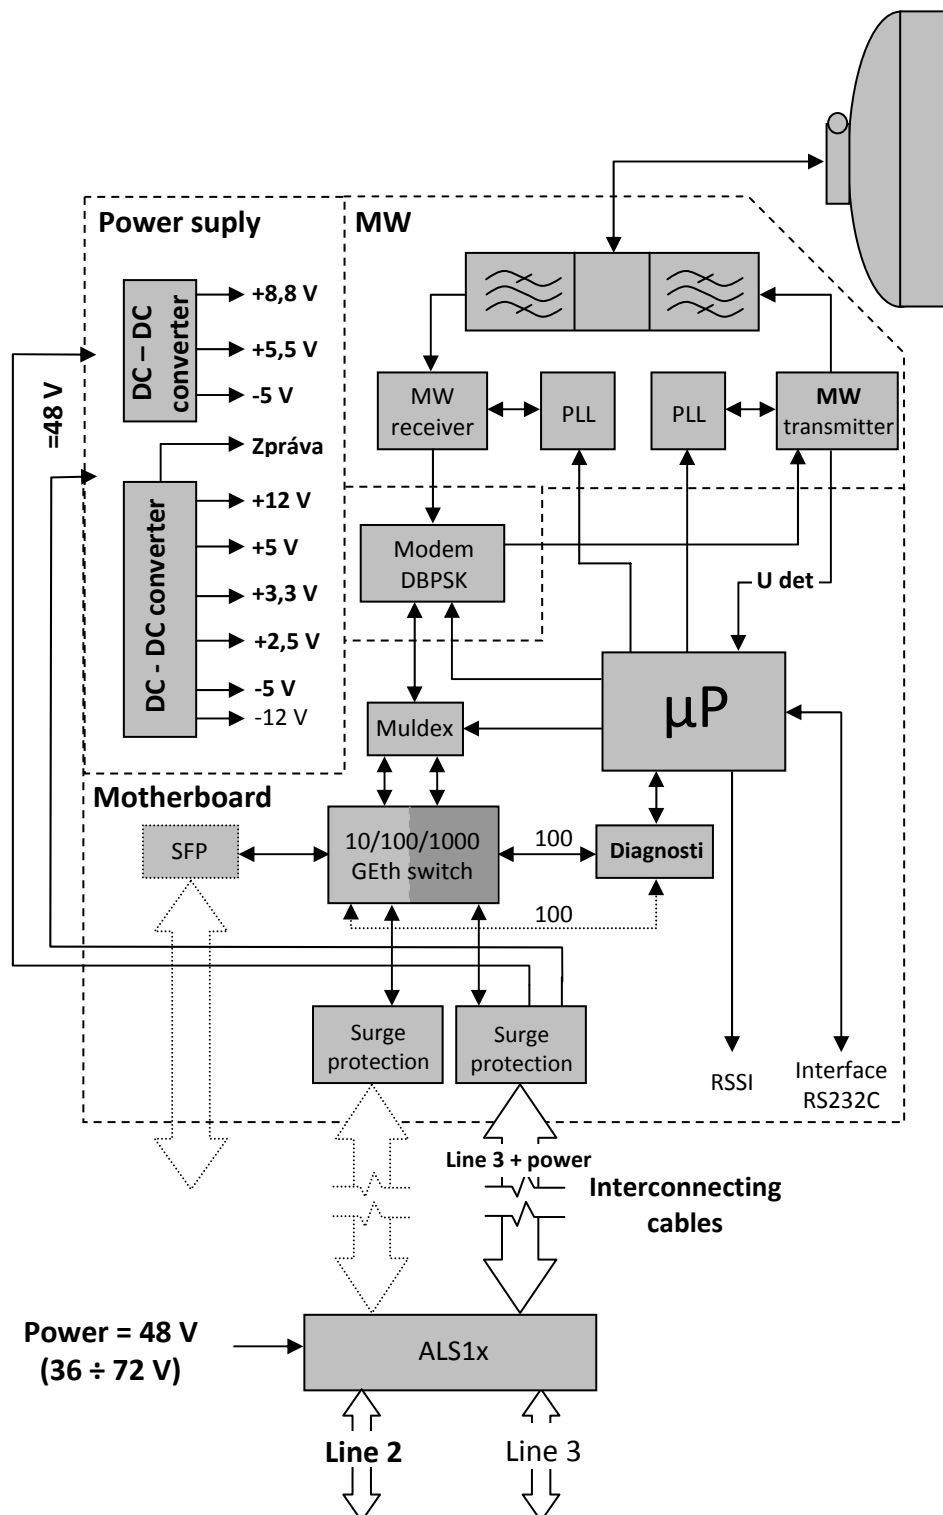 Power suply
MW
DC – DC
converter
+8,8 V
+5,5 V
-5 V
=48 V
Zpráva
DC - DC converter
+12 V
+5 V
+3,3 V
+2,5 V
-5 V
-12 V
MW
receiver
PLL
PLL
MW
transmitter
Modem
DBPSK
U det
µP
Muldex
Motherboard
SFP
10/100/1000
GEth switch
100
Diagnosti
100
Surge
protection
Surge
protection
RSSI
Interface
RS232C
Line 3 + power
Interconnecting
cables
Power = 48 V
(36 ÷ 72 V)
ALS1x
Line 2
Line 3